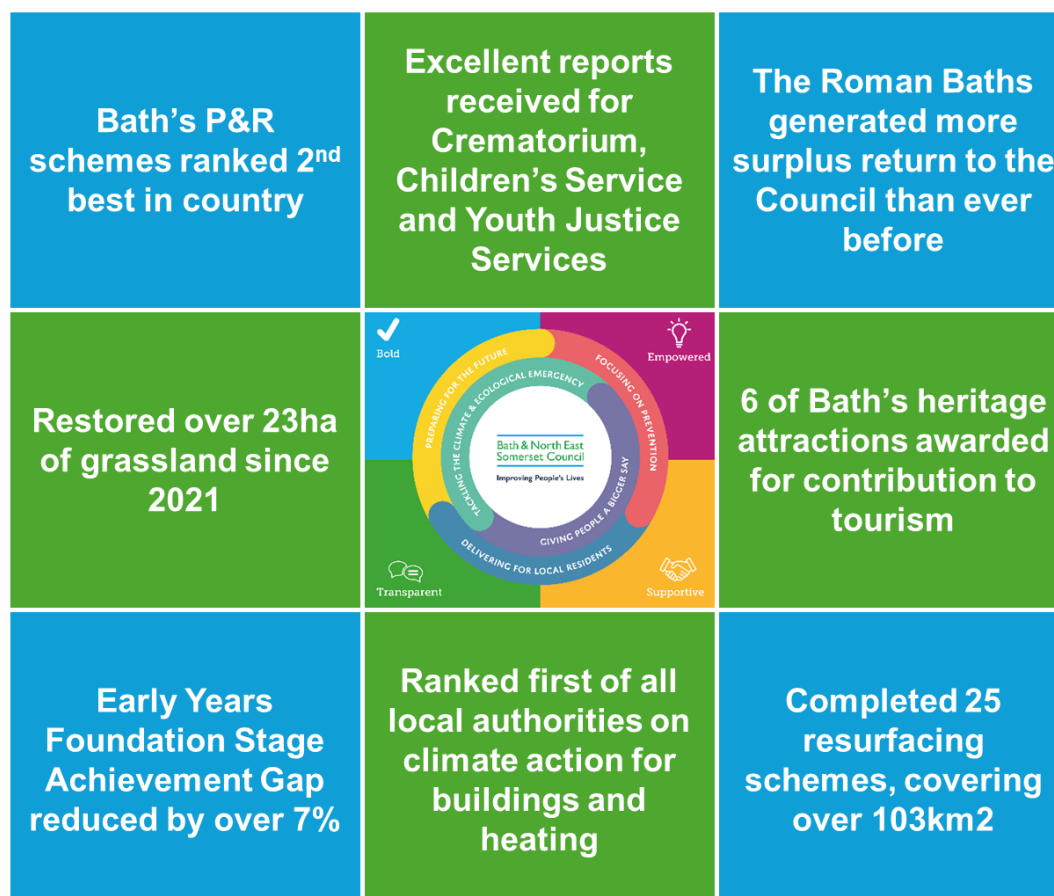 Bath's P&R
schemes ranked 2nd
best in country
Excellent reports
received for
Crematorium,
Children's Service
and Youth Justice
Services
The Roman Baths
generated more
surplus return to the
Council than ever
before
Restored over 23ha
of grassland since
2021
Bold
Empowered
PREPARING FOR THE FUTURE
FOCUSING ON PREVENTION
TACKLING THE CLIMATE & ECOLOGICAL EMERGENCY
GIVING PEOPLE A BIGGER SAY
DELIVERING FOR LOCAL RESIDENTS
Bath & North East
Somerset Council
Improving People's Lives
Transparent
Supportive
6 of Bath's heritage
attractions awarded
for contribution to
tourism
Early Years
Foundation Stage
Achievement Gap
reduced by over 7%
Ranked first of all
local authorities on
climate action for
buildings and
heating
Completed 25
resurfacing
schemes, covering
over 103km2